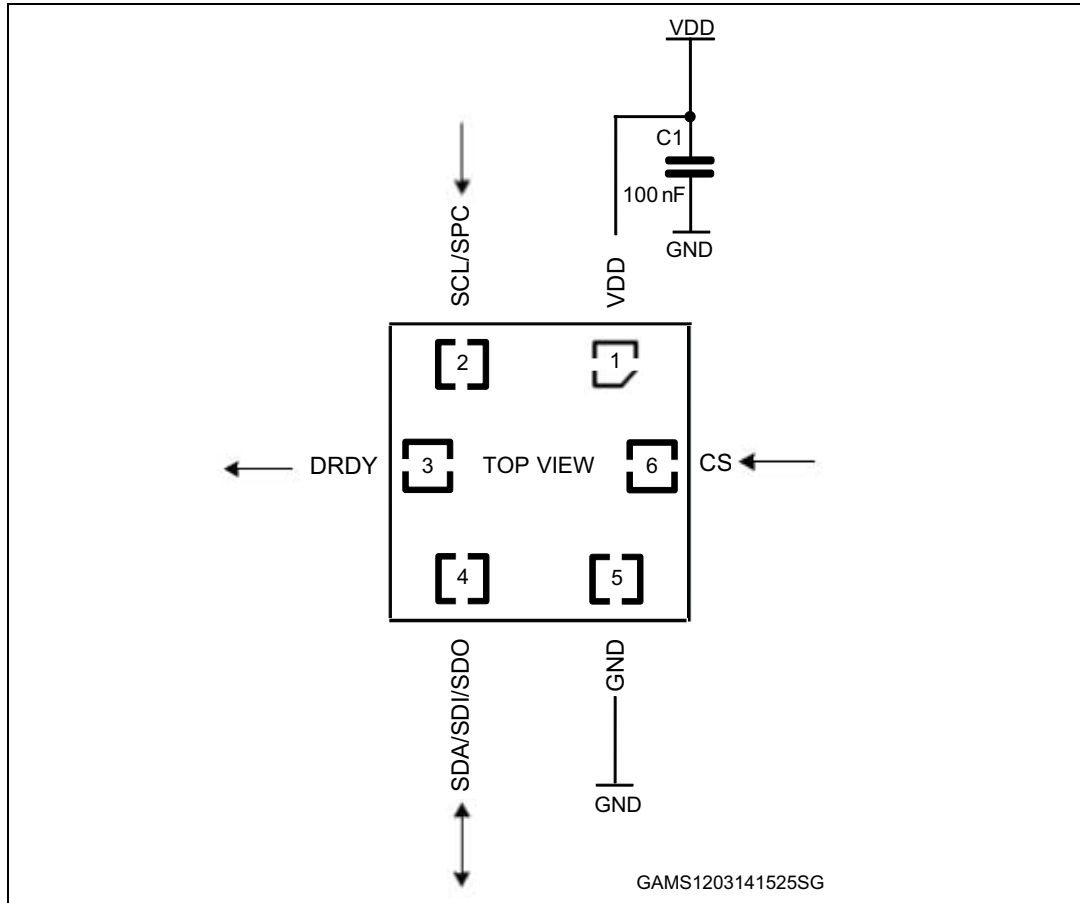 VDD
C1
100 nF
GND
SCL/SPC
VDD
2
1
DRDY
3
TOP VIEW
6
CS
4
5
SDA/SDI/SDO
GND
GND
GAMS1203141525SG